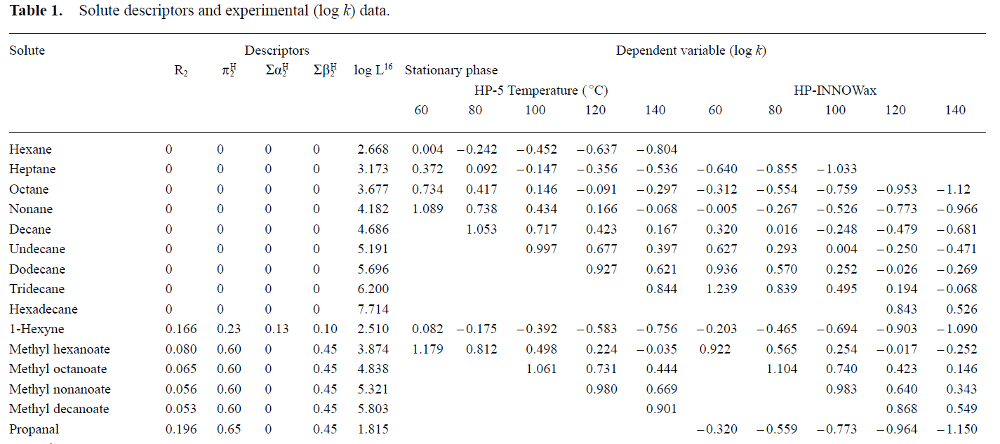 Table 1. Solute descriptors and experimental (log k) data.
Solute Descriptors Dependent variable (log k)
R₂ π₂ᴴ Σα₂ᴴ Σβ₂ᴴ log L¹⁶ Stationary phase
HP-5 Temperature (°C) HP-INNOWax
60 80 100 120 140 60 80 100 120 140
Hexane 0 0 0 0 2.668 0.004 −0.242 −0.452 −0.637 −0.804
Heptane 0 0 0 0 3.173 0.372 0.092 −0.147 −0.356 −0.536 −0.640 −0.855 −1.033
Octane 0 0 0 0 3.677 0.734 0.417 0.146 −0.091 −0.297 −0.312 −0.554 −0.759 −0.953 −1.12
Nonane 0 0 0 0 4.182 1.089 0.738 0.434 0.166 −0.068 −0.005 −0.267 −0.526 −0.773 −0.966
Decane 0 0 0 0 4.686 1.053 0.717 0.423 0.167 0.320 0.016 −0.248 −0.479 −0.681
Undecane 0 0 0 0 5.191 0.997 0.677 0.397 0.627 0.293 0.004 −0.250 −0.471
Dodecane 0 0 0 0 5.696 0.927 0.621 0.936 0.570 0.252 −0.026 −0.269
Tridecane 0 0 0 0 6.200 0.844 1.239 0.839 0.495 0.194 −0.068
Hexadecane 0 0 0 0 7.714 0.843 0.526
1-Hexyne 0.166 0.23 0.13 0.10 2.510 0.082 −0.175 −0.392 −0.583 −0.756 −0.203 −0.465 −0.694 −0.903 −1.090
Methyl hexanoate 0.080 0.60 0 0.45 3.874 1.179 0.812 0.498 0.224 −0.035 0.922 0.565 0.254 −0.017 −0.252
Methyl octanoate 0.065 0.60 0 0.45 4.838 1.061 0.731 0.444 1.104 0.740 0.423 0.146
Methyl nonanoate 0.056 0.60 0 0.45 5.321 0.980 0.669 0.983 0.640 0.343
Methyl decanoate 0.053 0.60 0 0.45 5.803 0.901 0.868 0.549
Propanal 0.196 0.65 0 0.45 1.815 −0.320 −0.559 −0.773 −0.964 −1.150